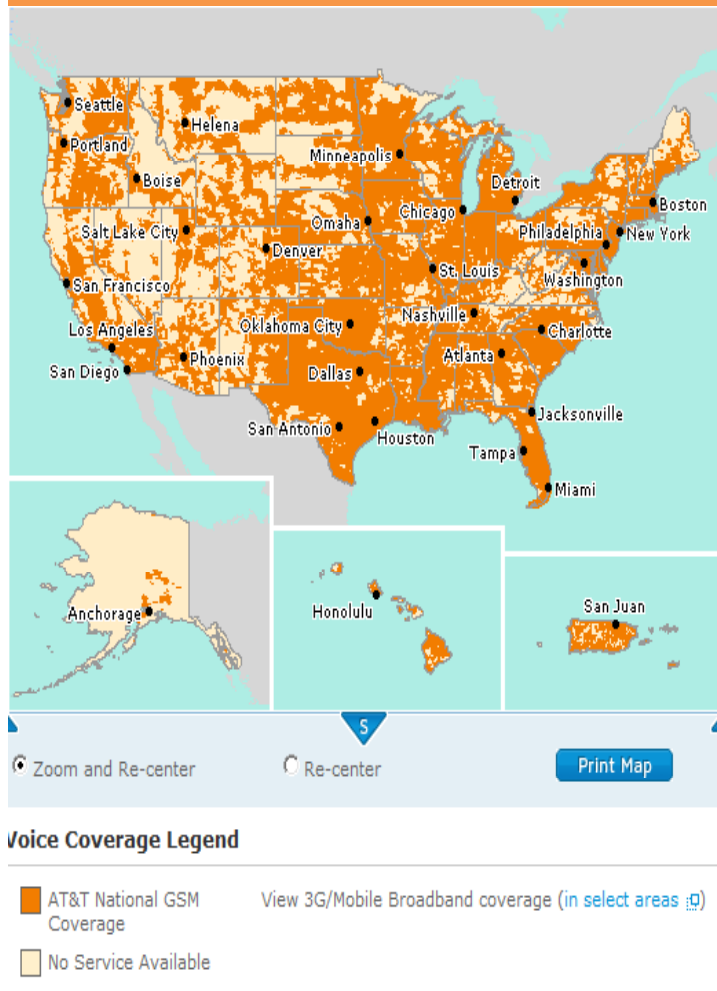 Seattle
Helena
Portland
Minneapolis
Boise
Detroit
Chicago
Boston
Omaha
Salt Lake City
Philadelphia
New York
Denver
St. Louis
Washington
San Francisco
Nashville
Los Angeles
Oklahoma City
Charlotte
Phoenix
Atlanta
San Diego
Dallas
Jacksonville
San Antonio
Houston
Tampa
Miami
Anchorage
Honolulu
San Juan
S
Zoom and Re-center
Re-center
Print Map
Voice Coverage Legend
AT&T National GSM
Coverage
View 3G/Mobile Broadband coverage (in select areas )
No Service Available